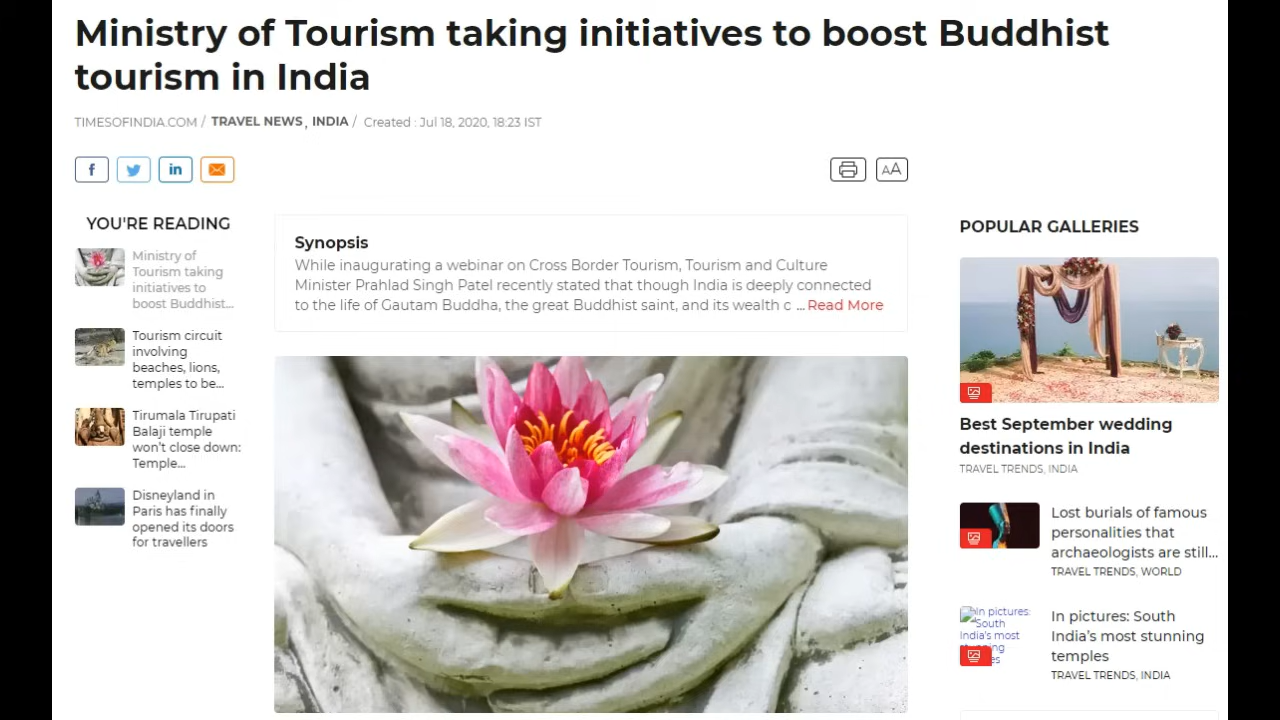 Ministry of Tourism taking initiatives to boost Buddhist
tourism in India
TIMESOFINDIA.COM / TRAVEL NEWS, INDIA / Created : Jul 18, 2020, 18:23 IST
f
in
AA
YOU'RE READING
Ministry of
Tourism taking
initiatives to
boost Buddhist...
Tourism circuit
involving
beaches, lions,
temples to be...
Tirumala Tirupati
Balaji temple
won't close down:
Temple...
Disneyland in
Paris has finally
opened its doors
for travellers
Synopsis
While inaugurating a webinar on Cross Border Tourism, Tourism and Culture
Minister Prahlad Singh Patel recently stated that though India is deeply connected
to the life of Gautam Buddha, the great Buddhist saint, and its wealth c ... Read More
POPULAR GALLERIES
Best September wedding
destinations in India
TRAVEL TRENDS, INDIA
Lost burials of famous
personalities that
archaeologists are still...
TRAVEL TRENDS, WORLD
In pictures:
South
India's most
In pictures: South
India's most stunning
temples
TRAVEL TRENDS, INDIA